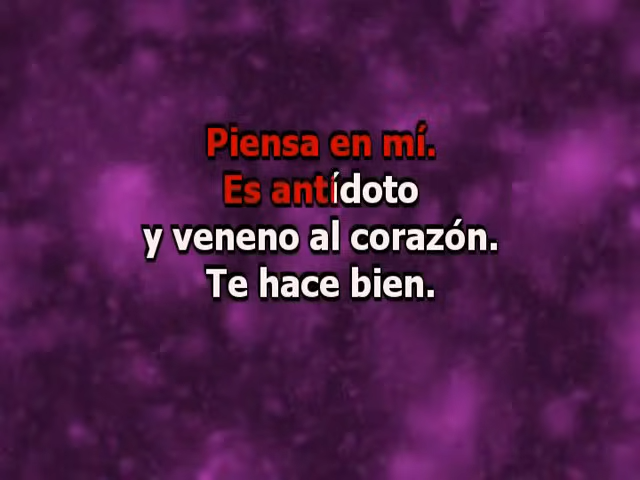 Piensa en mí.
Es antídoto
y veneno al corazón.
Te hace bien.